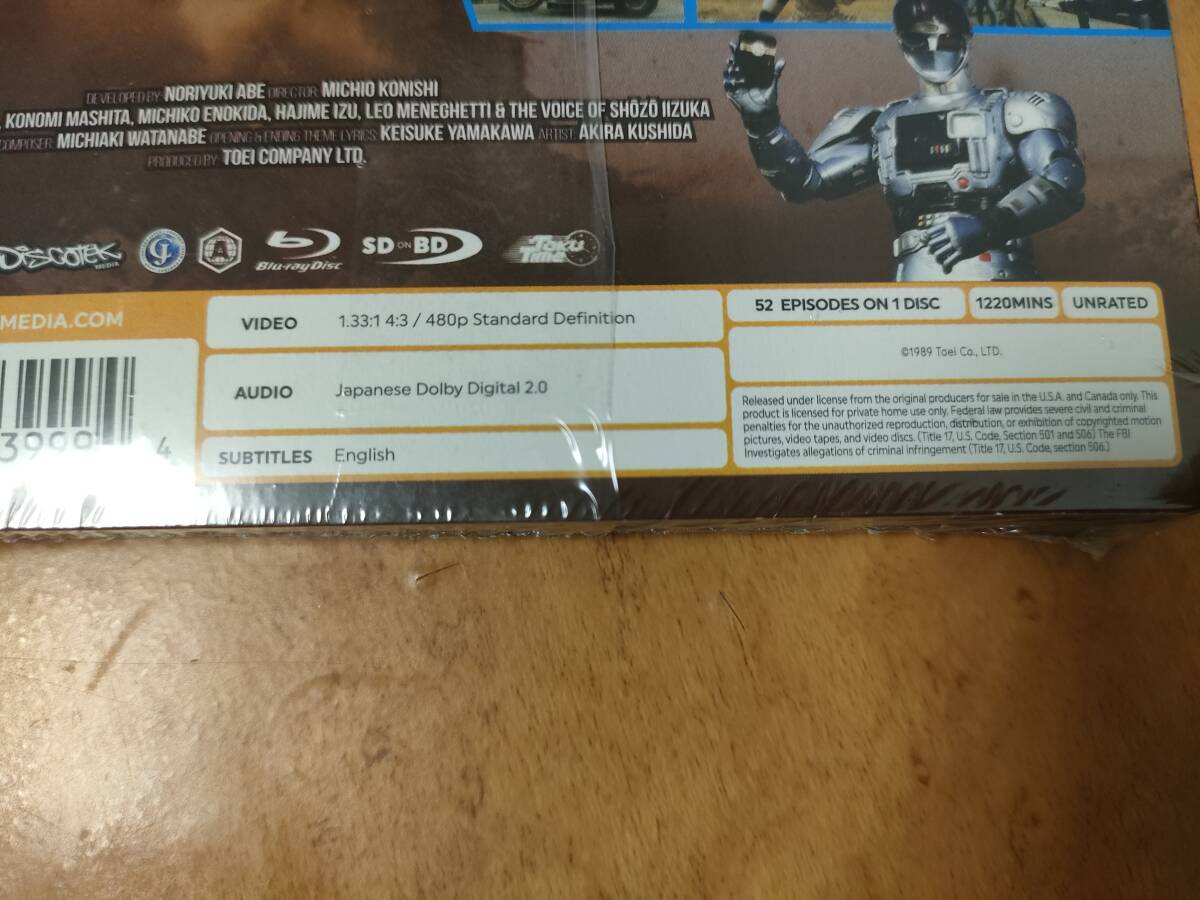 DEVELOPED BY: NORIYUKI ABE DIRECTOR: MICHIO KONISHI
, KONOMI MASHITA, MICHIKO ENOKIDA, HAJIME IZU, LEO MENEGHETTI & THE VOICE OF SHŌZŌ IIZUKA
COMPOSER: MICHIAKI WATANABE OPENING & ENDING THEME LYRICS: KEISUKE YAMAKAWA ARTIST: AKIRA KUSHIDA
PRODUCED BY: TOEI COMPANY LTD.
DISCOTEK MEDIA
A
Blu-ray Disc
SD ON BD
Toku Time
MEDIA.COM
VIDEO 1.33:1 4:3 / 480p Standard Definition
AUDIO Japanese Dolby Digital 2.0
SUBTITLES English
52 EPISODES ON 1 DISC
1220MINS
UNRATED
©1989 Toei Co., LTD.
Released under license from the original producers for sale in the U.S.A. and Canada only. This
product is licensed for private home use only. Federal law provides severe civil and criminal
penalties for the unauthorized reproduction, distribution, or exhibition of copyrighted motion
pictures, video tapes, and video discs. (Title 17, U.S. Code, Section 501 and 506) The FBI
Investigates allegations of criminal infringement (Title 17, U.S. Code, section 506.)
4